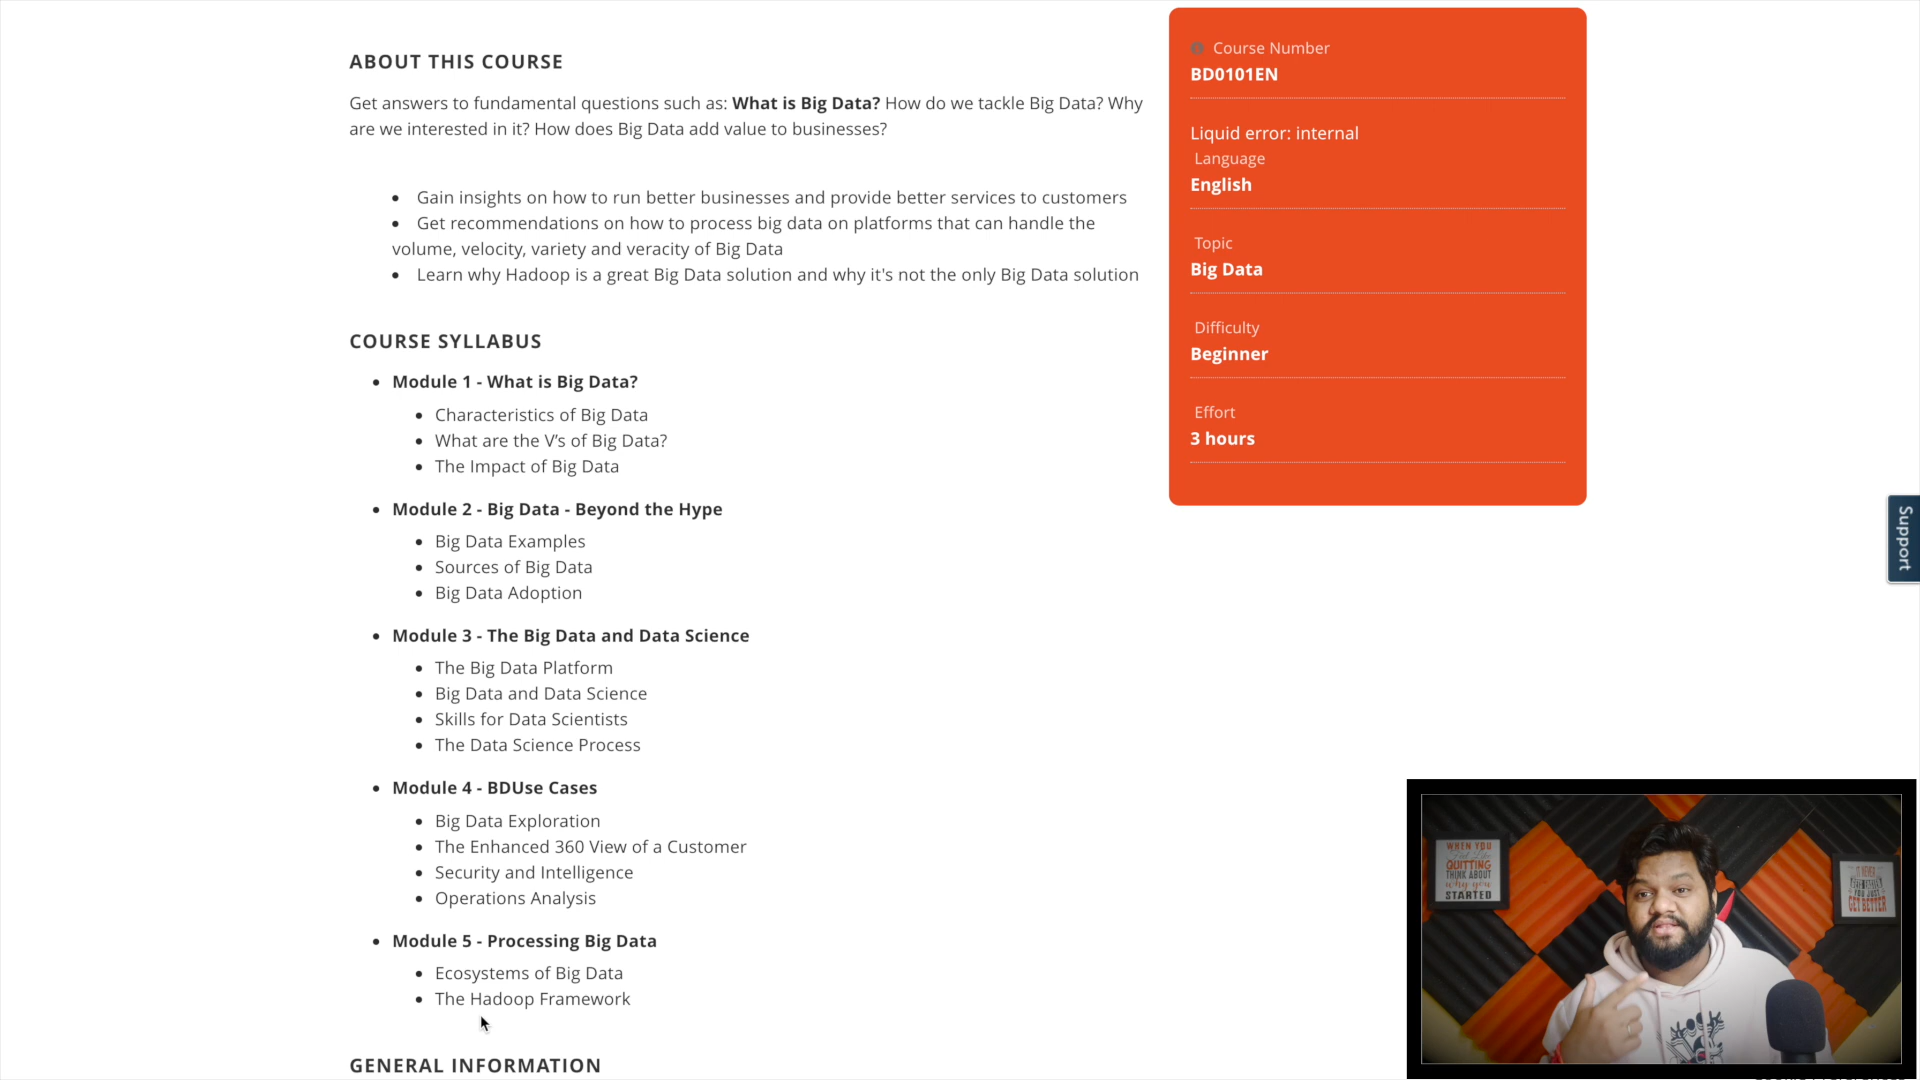 ABOUT THIS COURSE
Get answers to fundamental questions such as: What is Big Data? How do we tackle Big Data? Why
are we interested in it? How does Big Data add value to businesses?
Gain insights on how to run better businesses and provide better services to customers
Get recommendations on how to process big data on platforms that can handle the
volume, velocity, variety and veracity of Big Data
Learn why Hadoop is a great Big Data solution and why it's not the only Big Data solution
COURSE SYLLABUS
Module 1 - What is Big Data?
Characteristics of Big Data
What are the V’s of Big Data?
The Impact of Big Data
Module 2 - Big Data - Beyond the Hype
Big Data Examples
Sources of Big Data
Big Data Adoption
Module 3 - The Big Data and Data Science
The Big Data Platform
Big Data and Data Science
Skills for Data Scientists
The Data Science Process
Module 4 - BDUse Cases
Big Data Exploration
The Enhanced 360 View of a Customer
Security and Intelligence
Operations Analysis
Module 5 - Processing Big Data
Ecosystems of Big Data
The Hadoop Framework
GENERAL INFORMATION
Course Number
BD0101EN
Liquid error: internal
Language
English
Topic
Big Data
Difficulty
Beginner
Effort
3 hours
Support
WHEN YOU
Feel Like
QUITTING
THINK ABOUT
why you
STARTED
IT NEVER
YOU JUST
GET BETTER